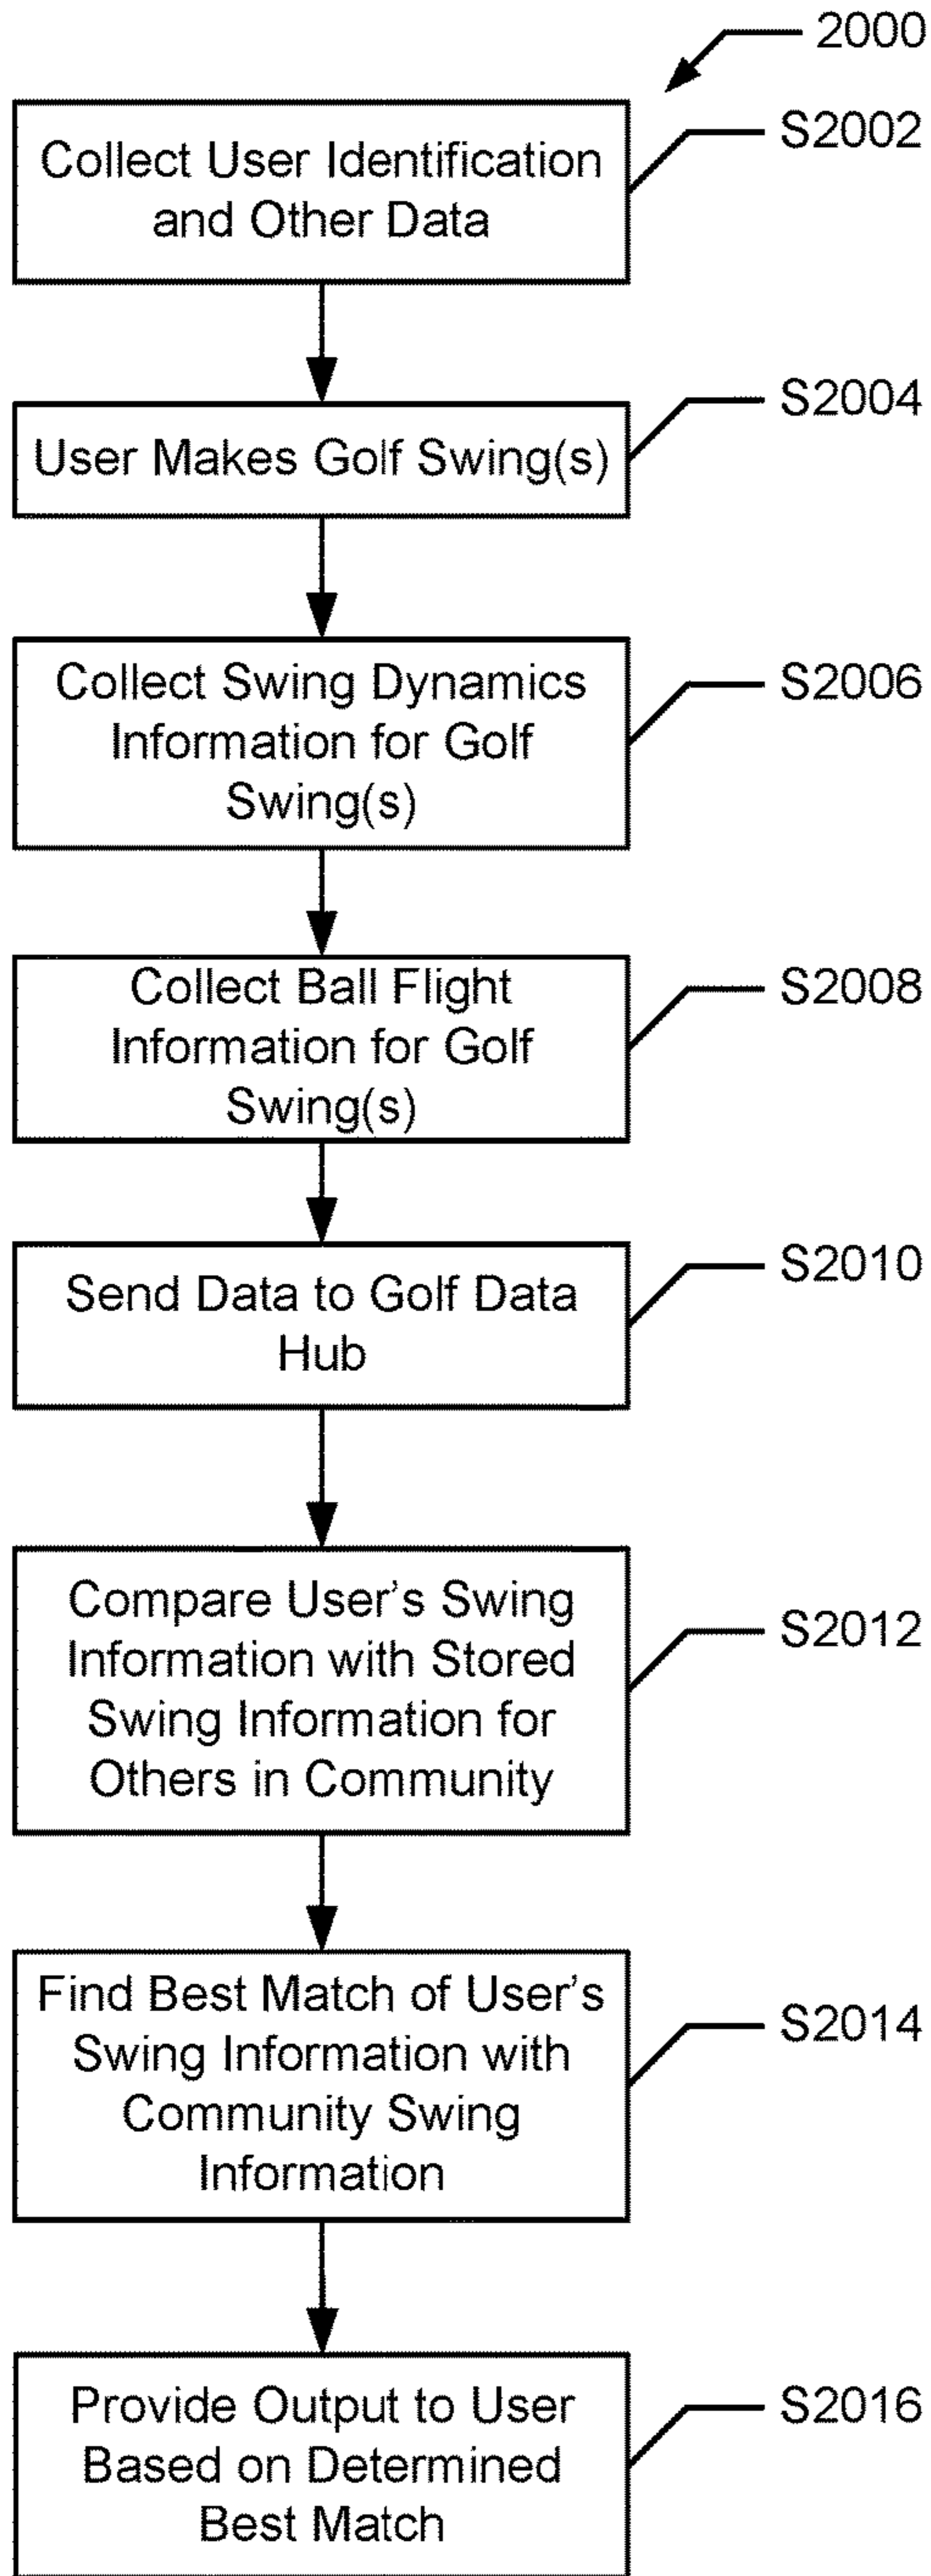 2000
S2002
Collect User Identification
and Other Data
S2004
User Makes Golf Swing(s)
S2006
Collect Swing Dynamics
Information for Golf
Swing(s)
S2008
Collect Ball Flight
Information for Golf
Swing(s)
S2010
Send Data to Golf Data
Hub
S2012
Compare User's Swing
Information with Stored
Swing Information for
Others in Community
S2014
Find Best Match of User's
Swing Information with
Community Swing
Information
S2016
Provide Output to User
Based on Determined
Best Match